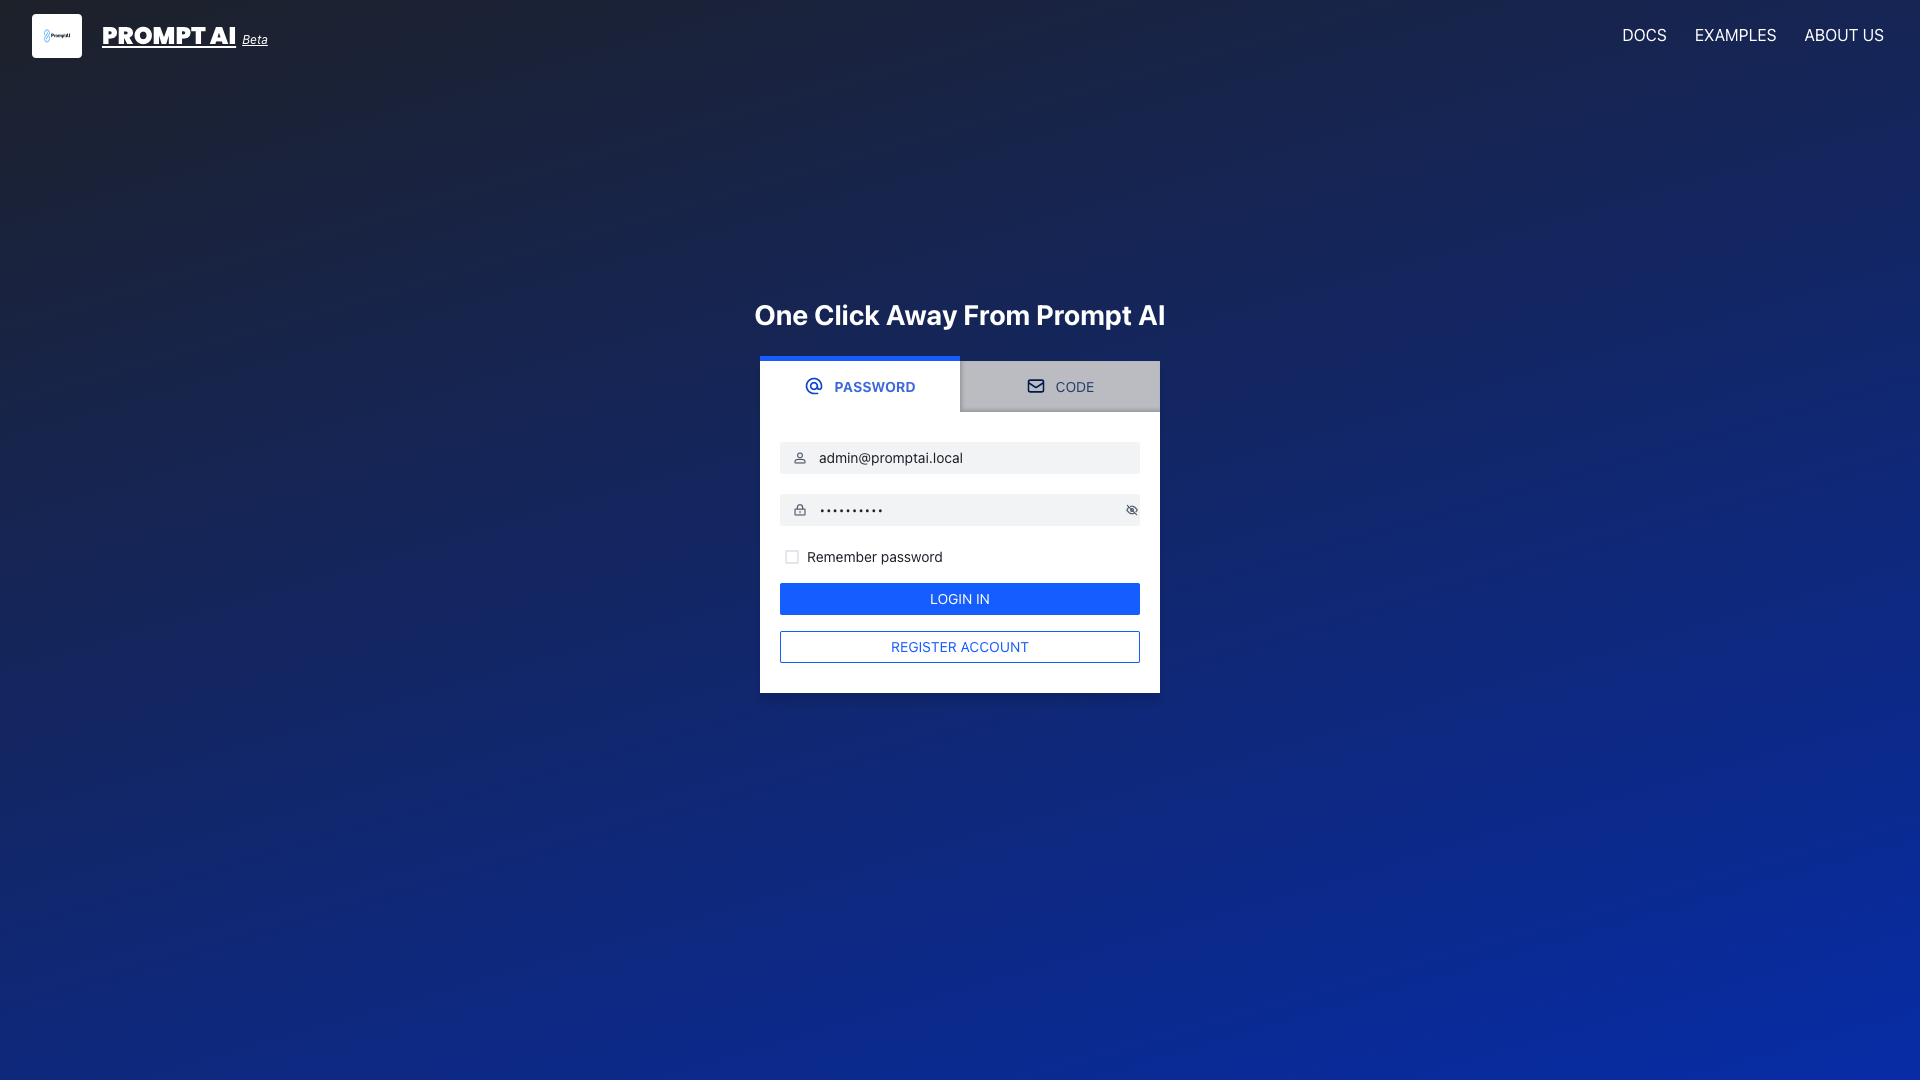 PromptAI
PROMPT AI Beta
DOCS EXAMPLES ABOUT US
One Click Away From Prompt AI
PASSWORD CODE
admin@promptai.local
••••••••••
Remember password
LOGIN IN
REGISTER ACCOUNT